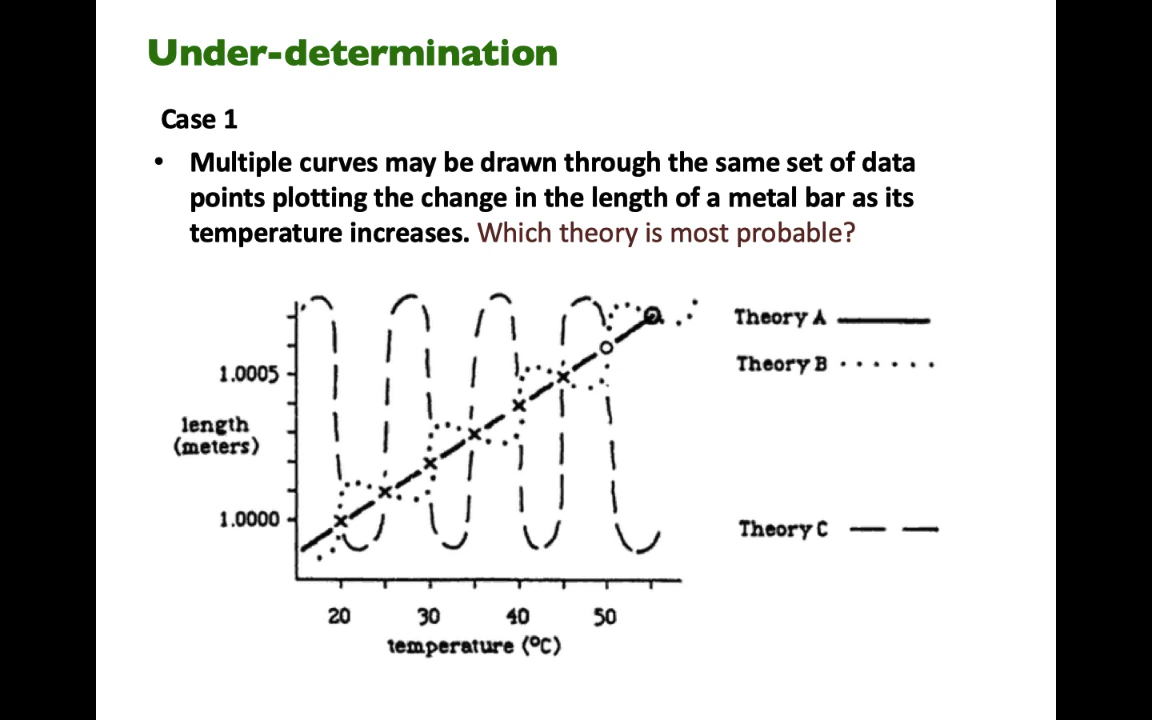 Under-determination
Case 1
• Multiple curves may be drawn through the same set of data
points plotting the change in the length of a metal bar as its
temperature increases. Which theory is most probable?
Theory A
Theory B
1.0005
length
(meters)
1.0000
Theory C
20 30 40 50
temperature (°C)